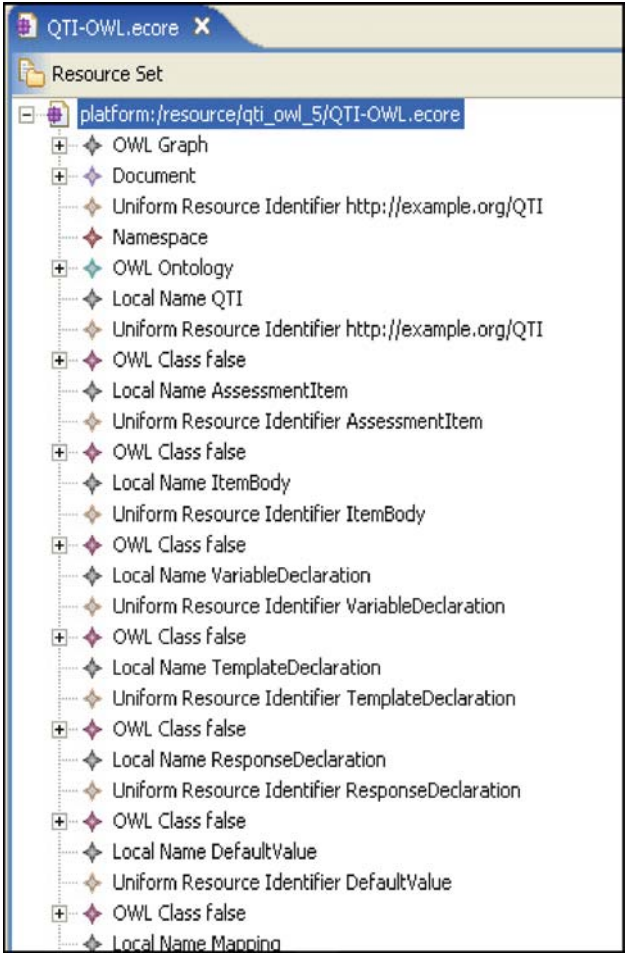 QTI-OWL.ecore
Resource Set
platform:/resource/qti_owl_5/QTI-OWL.ecore
OWL Graph
Document
Uniform Resource Identifier http://example.org/QTI
Namespace
OWL Ontology
Local Name QTI
Uniform Resource Identifier http://example.org/QTI
OWL Class false
Local Name AssessmentItem
Uniform Resource Identifier AssessmentItem
OWL Class false
Local Name ItemBody
Uniform Resource Identifier ItemBody
OWL Class false
Local Name VariableDeclaration
Uniform Resource Identifier VariableDeclaration
OWL Class false
Local Name TemplateDeclaration
Uniform Resource Identifier TemplateDeclaration
OWL Class false
Local Name ResponseDeclaration
Uniform Resource Identifier ResponseDeclaration
OWL Class false
Local Name DefaultValue
Uniform Resource Identifier DefaultValue
OWL Class false
Local Name Mapping